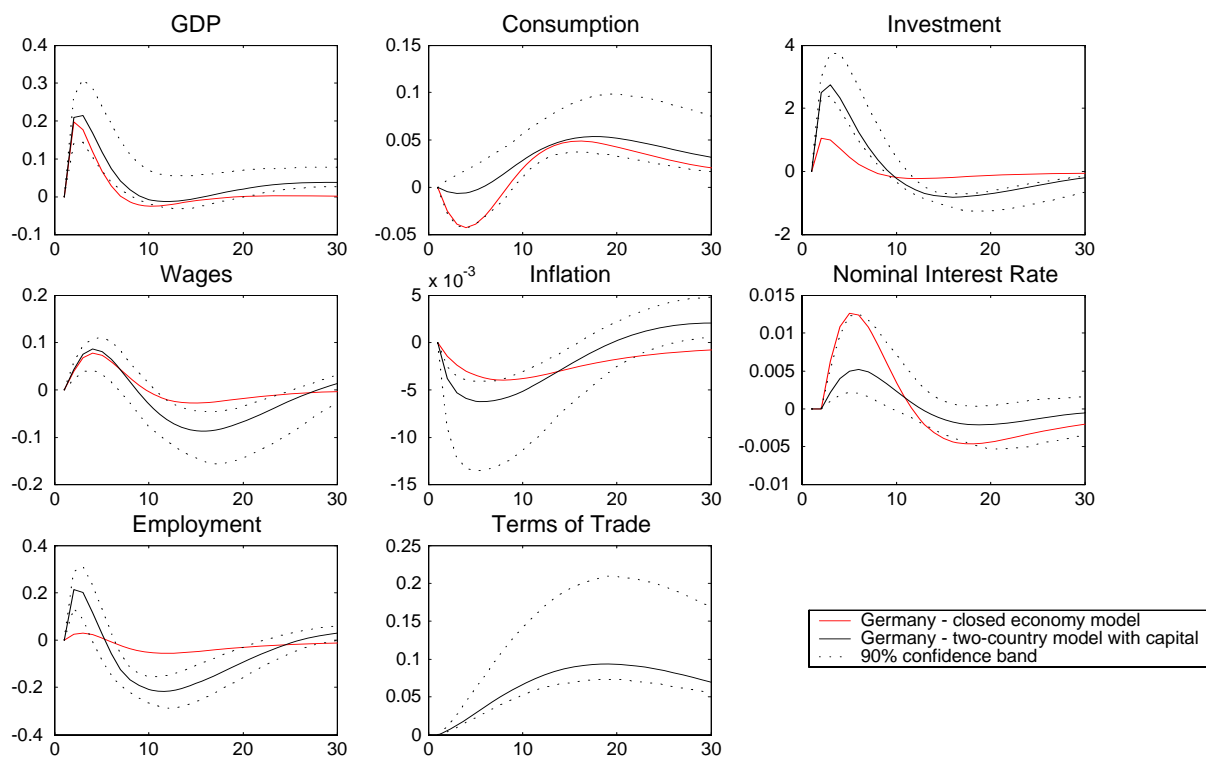 GDP
Consumption
Investment
0.4
0.3
0.2
0.1
0
-0.1
0 10 20 30
0.15
0.1
0.05
0
-0.05
0 10 20 30
4
2
0
-2
0 10 20 30
Wages
Inflation
Nominal Interest Rate
0.2
0.1
0
-0.1
-0.2
0 10 20 30
x 10-3
5
0
-5
-10
-15
0 10 20 30
0.015
0.01
0.005
0
-0.005
-0.01
0 10 20 30
Employment
Terms of Trade
0.4
0.2
0
-0.2
-0.4
0 10 20 30
0.25
0.2
0.15
0.1
0.05
0
0 10 20 30
Germany - closed economy model
Germany - two-country model with capital
90% confidence band